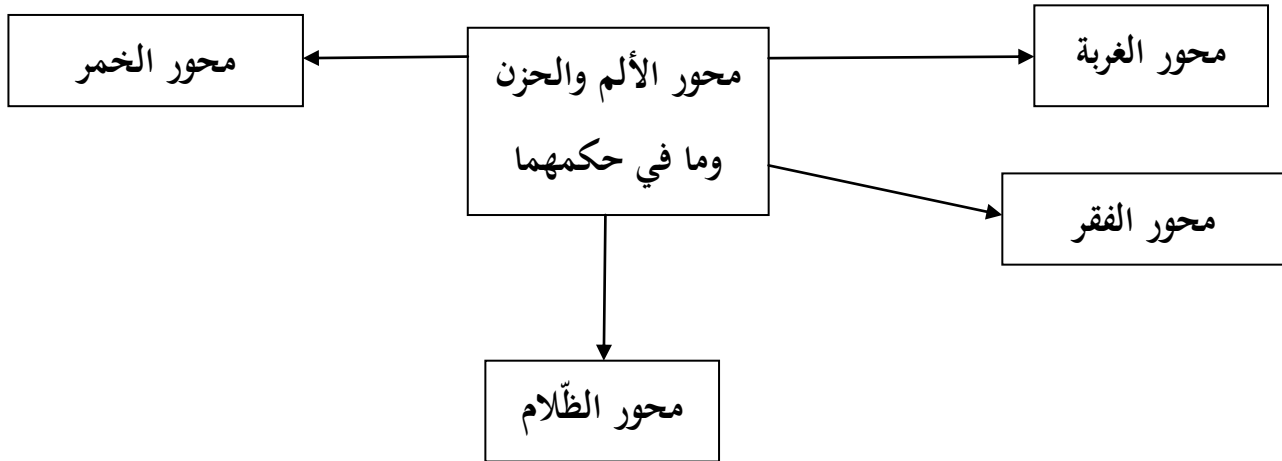 محور الغربة
محور الألم والحزن
وما في حكمهما
محور الخمر
محور الفقر
محور الظّلام